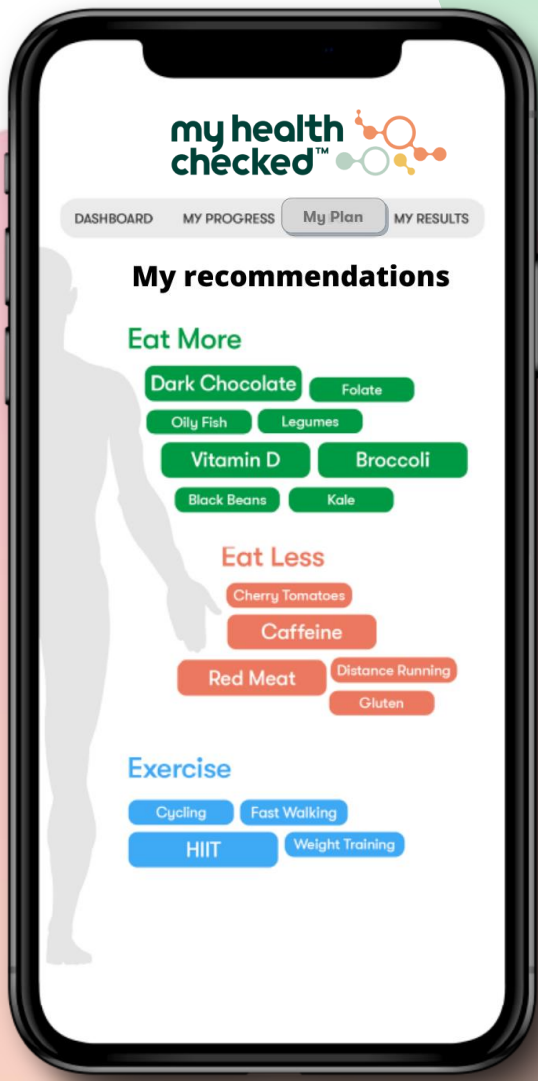 my health
checked™
DASHBOARD MY PROGRESS My Plan MY RESULTS
My recommendations
Eat More
Dark Chocolate Folate
Oily Fish Legumes
Vitamin D Broccoli
Black Beans Kale
Eat Less
Cherry Tomatoes
Caffeine
Red Meat Distance Running
Gluten
Exercise
Cycling Fast Walking
HIIT Weight Training